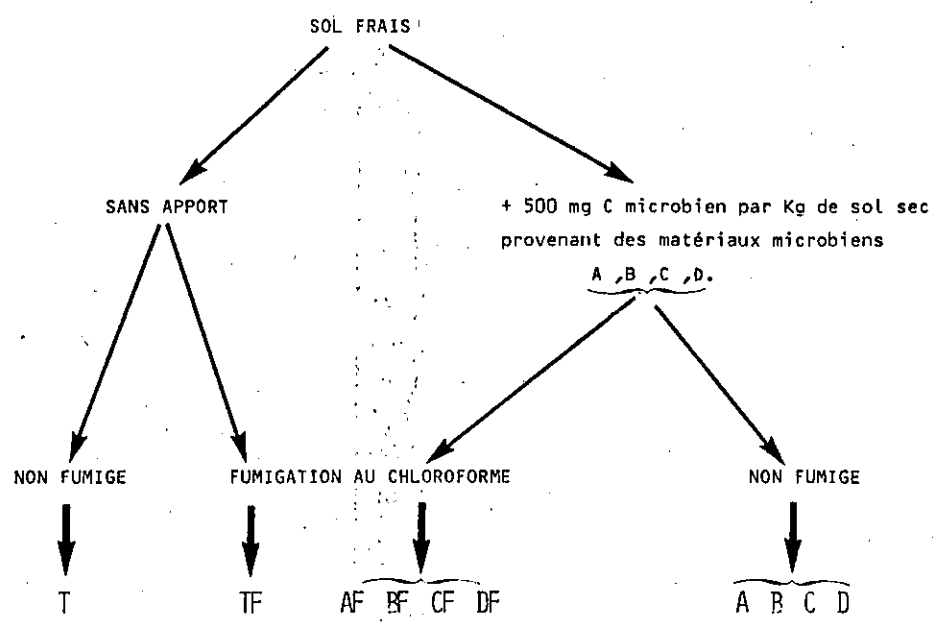 SOL FRAIS
SANS APPORT
+ 500 mg C microbien par Kg de sol sec
provenant des matériaux microbiens
A ,B ,C ,D.
NON FUMIGE
FUMIGATION AU CHLOROFORME
NON FUMIGE
T
TF
AF BF CF DF
A B C D